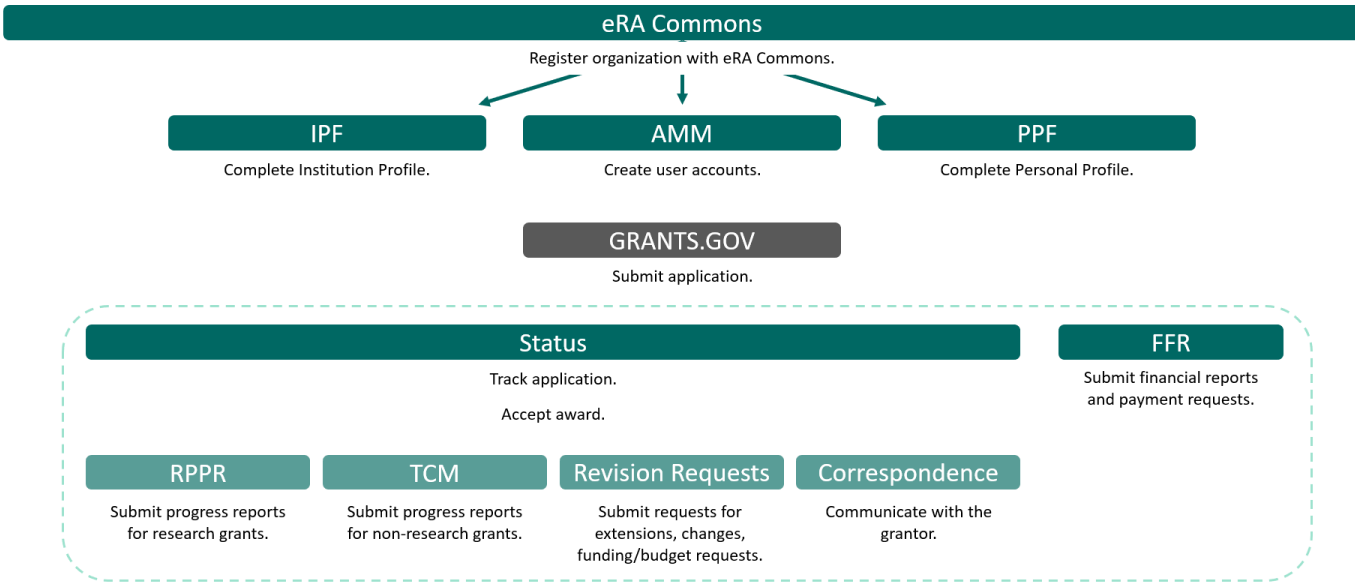 eRA Commons
Register organization with eRA Commons.
IPF
Complete Institution Profile.
AMM
Create user accounts.
PPF
Complete Personal Profile.
GRANTS.GOV
Submit application.
Status
Track application.
Accept award.
FFR
Submit financial reports
and payment requests.
RPPR
Submit progress reports
for research grants.
TCM
Submit progress reports
for non-research grants.
Revision Requests
Submit requests for
extensions, changes,
funding/budget requests.
Correspondence
Communicate with the
grantor.